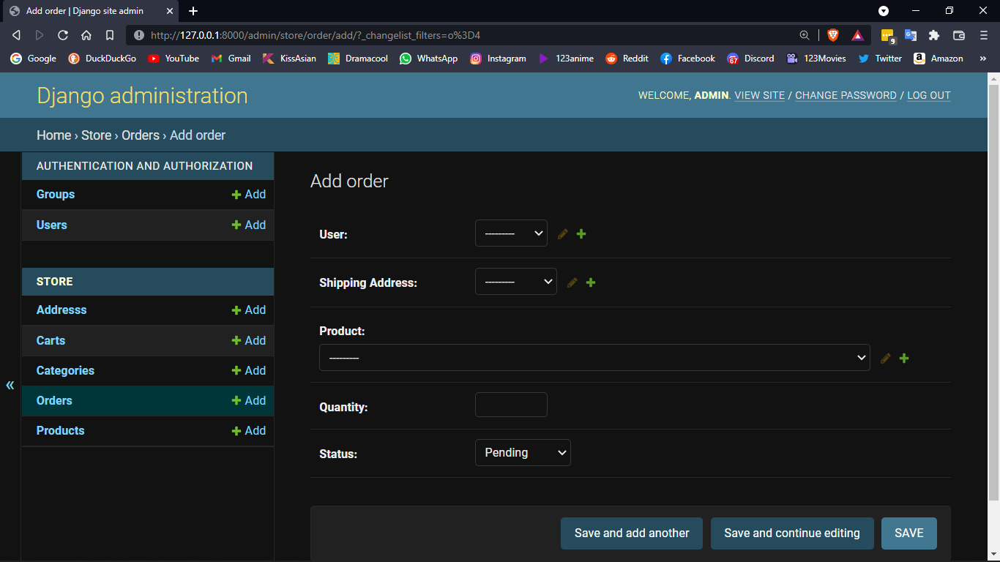 Add order | Django site admin
http://127.0.0.1:8000/admin/store/order/add/?_changelist_filters=o%3D4
9
Google DuckDuckGo YouTube Gmail KissAsian Dramacool WhatsApp Instagram 123anime Reddit Facebook 67 Discord 123Movies Twitter a Amazon »
Django administration
WELCOME, ADMIN. VIEW SITE / CHANGE PASSWORD / LOG OUT
Home › Store › Orders › Add order
AUTHENTICATION AND AUTHORIZATION
Groups + Add
Users + Add
STORE
Addresss + Add
Carts + Add
Categories + Add
Orders + Add
Products + Add
«
Add order
User: ---------
Shipping Address: ---------
Product:
---------
Quantity:
Status: Pending
Save and add another Save and continue editing SAVE